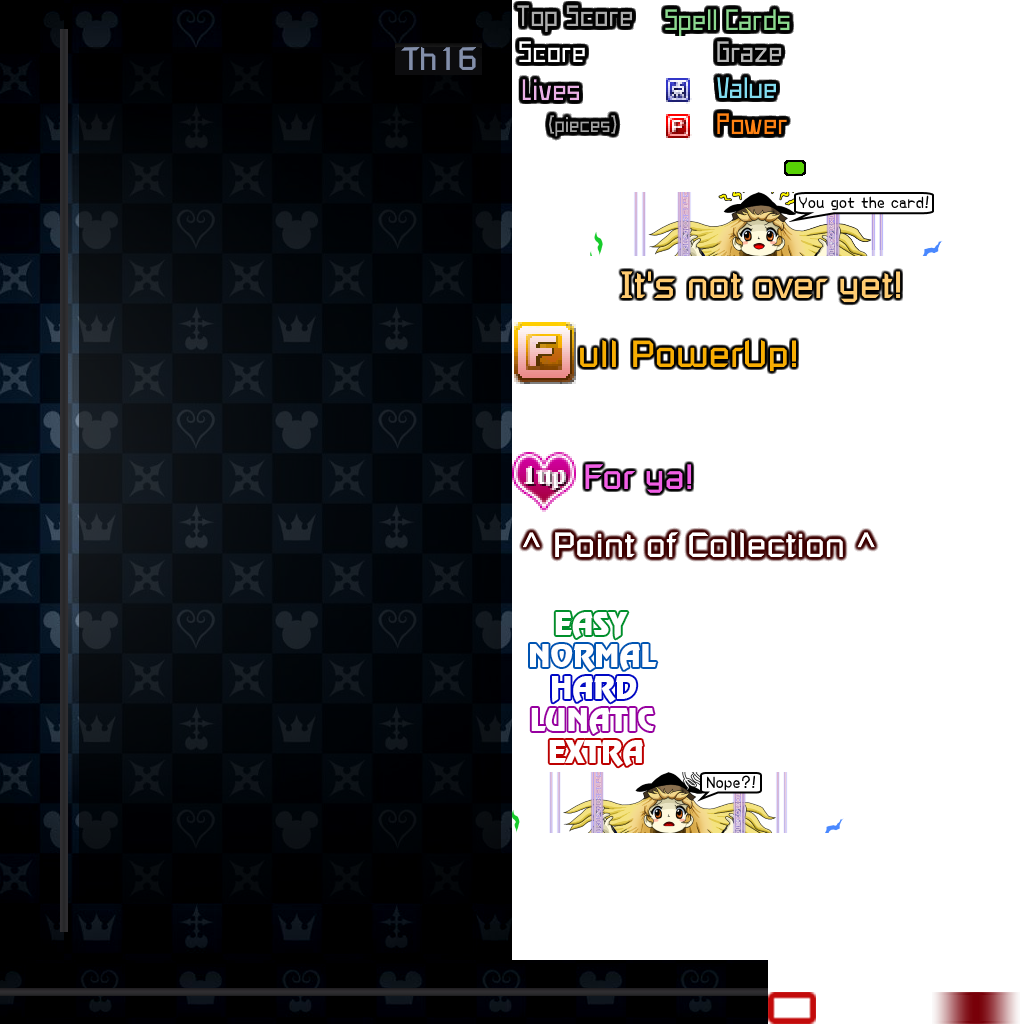 Th16
Top Score
Spell Cards
Score
Graze
Lives
Value
(pieces)
P
Power
You got the card!
It's not over yet!
Full PowerUp!
1up For ya!
^ Point of Collection ^
EASY
NORMAL
HARD
LUNATIC
EXTRA
Nope?!